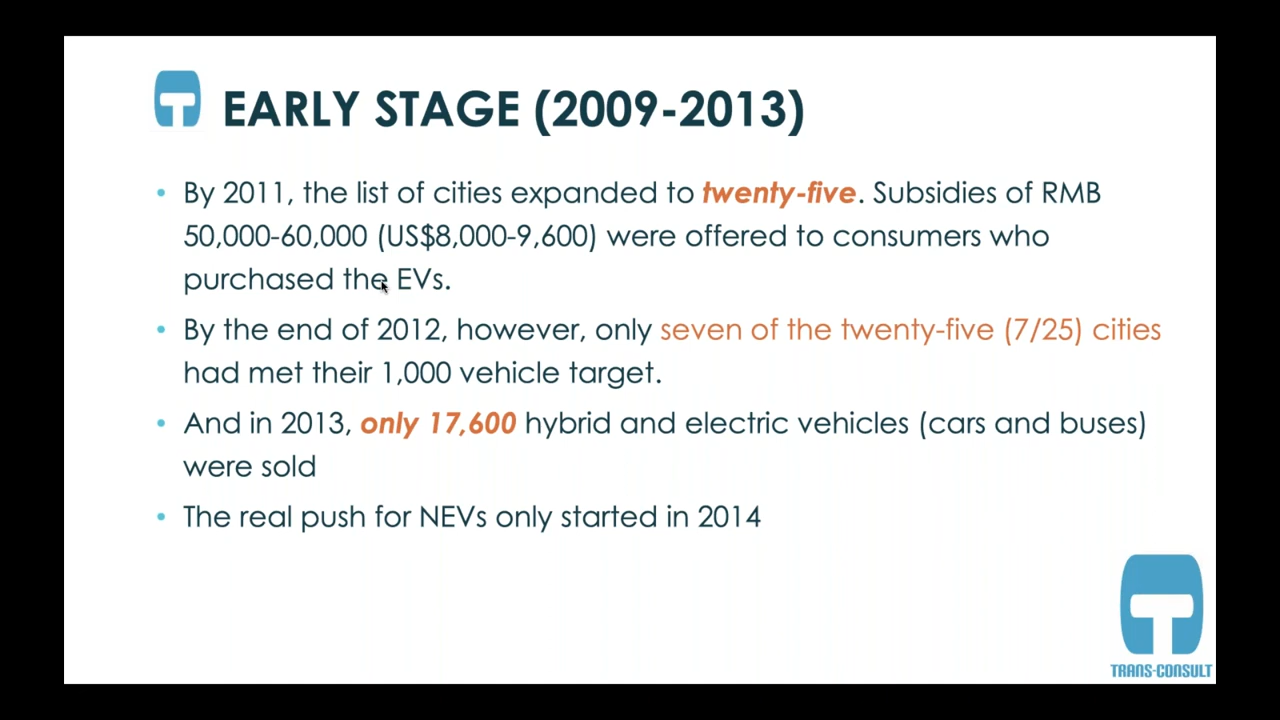 EARLY STAGE (2009-2013)
• By 2011, the list of cities expanded to twenty-five. Subsidies of RMB
50,000-60,000 (US$8,000-9,600) were offered to consumers who
purchased the EVs.
• By the end of 2012, however, only seven of the twenty-five (7/25) cities
had met their 1,000 vehicle target.
• And in 2013, only 17,600 hybrid and electric vehicles (cars and buses)
were sold
• The real push for NEVs only started in 2014
TRANS-CONSULT